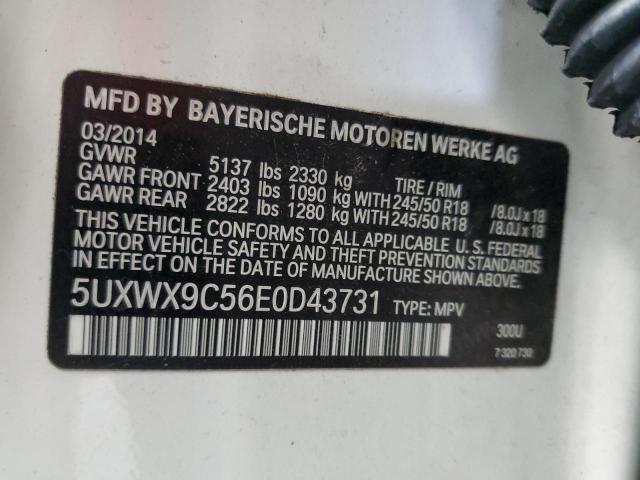 MFD BY BAYERISCHE MOTOREN WERKE AG
03/2014
GVWR 5137 lbs 2330 kg TIRE / RIM
GAWR FRONT 2403 lbs 1090 kg WITH 245/50 R18 /8.0J x 18
GAWR REAR 2822 lbs 1280 kg WITH 245/50 R18 /8.0J x 18
THIS VEHICLE CONFORMS TO ALL APPLICABLE U.S. FEDERAL
MOTOR VEHICLE SAFETY AND THEFT PREVENTION STANDARDS
IN EFFECT ON THE DATE OF MANUFACTURE SHOWN ABOVE.
5UXWX9C56E0D43731 TYPE: MPV
300U
7 320 730